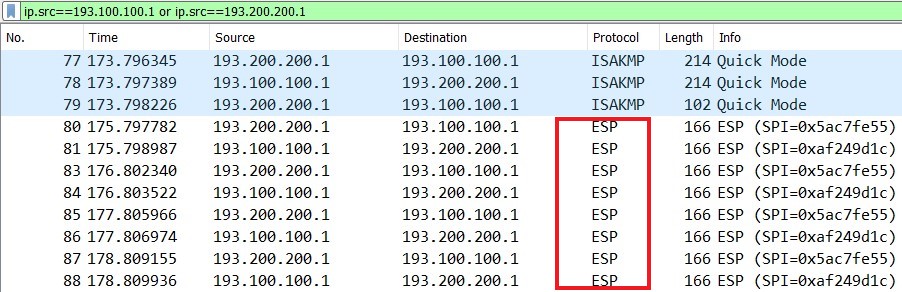 ip.src==193.100.100.1 or ip.src==193.200.200.1
No. Time Source Destination Protocol Length Info
77 173.796345 193.200.200.1 193.100.100.1 ISAKMP 214 Quick Mode
78 173.797389 193.100.100.1 193.200.200.1 ISAKMP 214 Quick Mode
79 173.798226 193.200.200.1 193.100.100.1 ISAKMP 102 Quick Mode
80 175.797782 193.200.200.1 193.100.100.1 ESP 166 ESP (SPI=0x5ac7fe55)
81 175.798987 193.100.100.1 193.200.200.1 ESP 166 ESP (SPI=0xaf249d1c)
83 176.802340 193.200.200.1 193.100.100.1 ESP 166 ESP (SPI=0x5ac7fe55)
84 176.803522 193.100.100.1 193.200.200.1 ESP 166 ESP (SPI=0xaf249d1c)
85 177.805966 193.200.200.1 193.100.100.1 ESP 166 ESP (SPI=0x5ac7fe55)
86 177.806974 193.100.100.1 193.200.200.1 ESP 166 ESP (SPI=0xaf249d1c)
87 178.809155 193.200.200.1 193.100.100.1 ESP 166 ESP (SPI=0x5ac7fe55)
88 178.809936 193.100.100.1 193.200.200.1 ESP 166 ESP (SPI=0xaf249d1c)